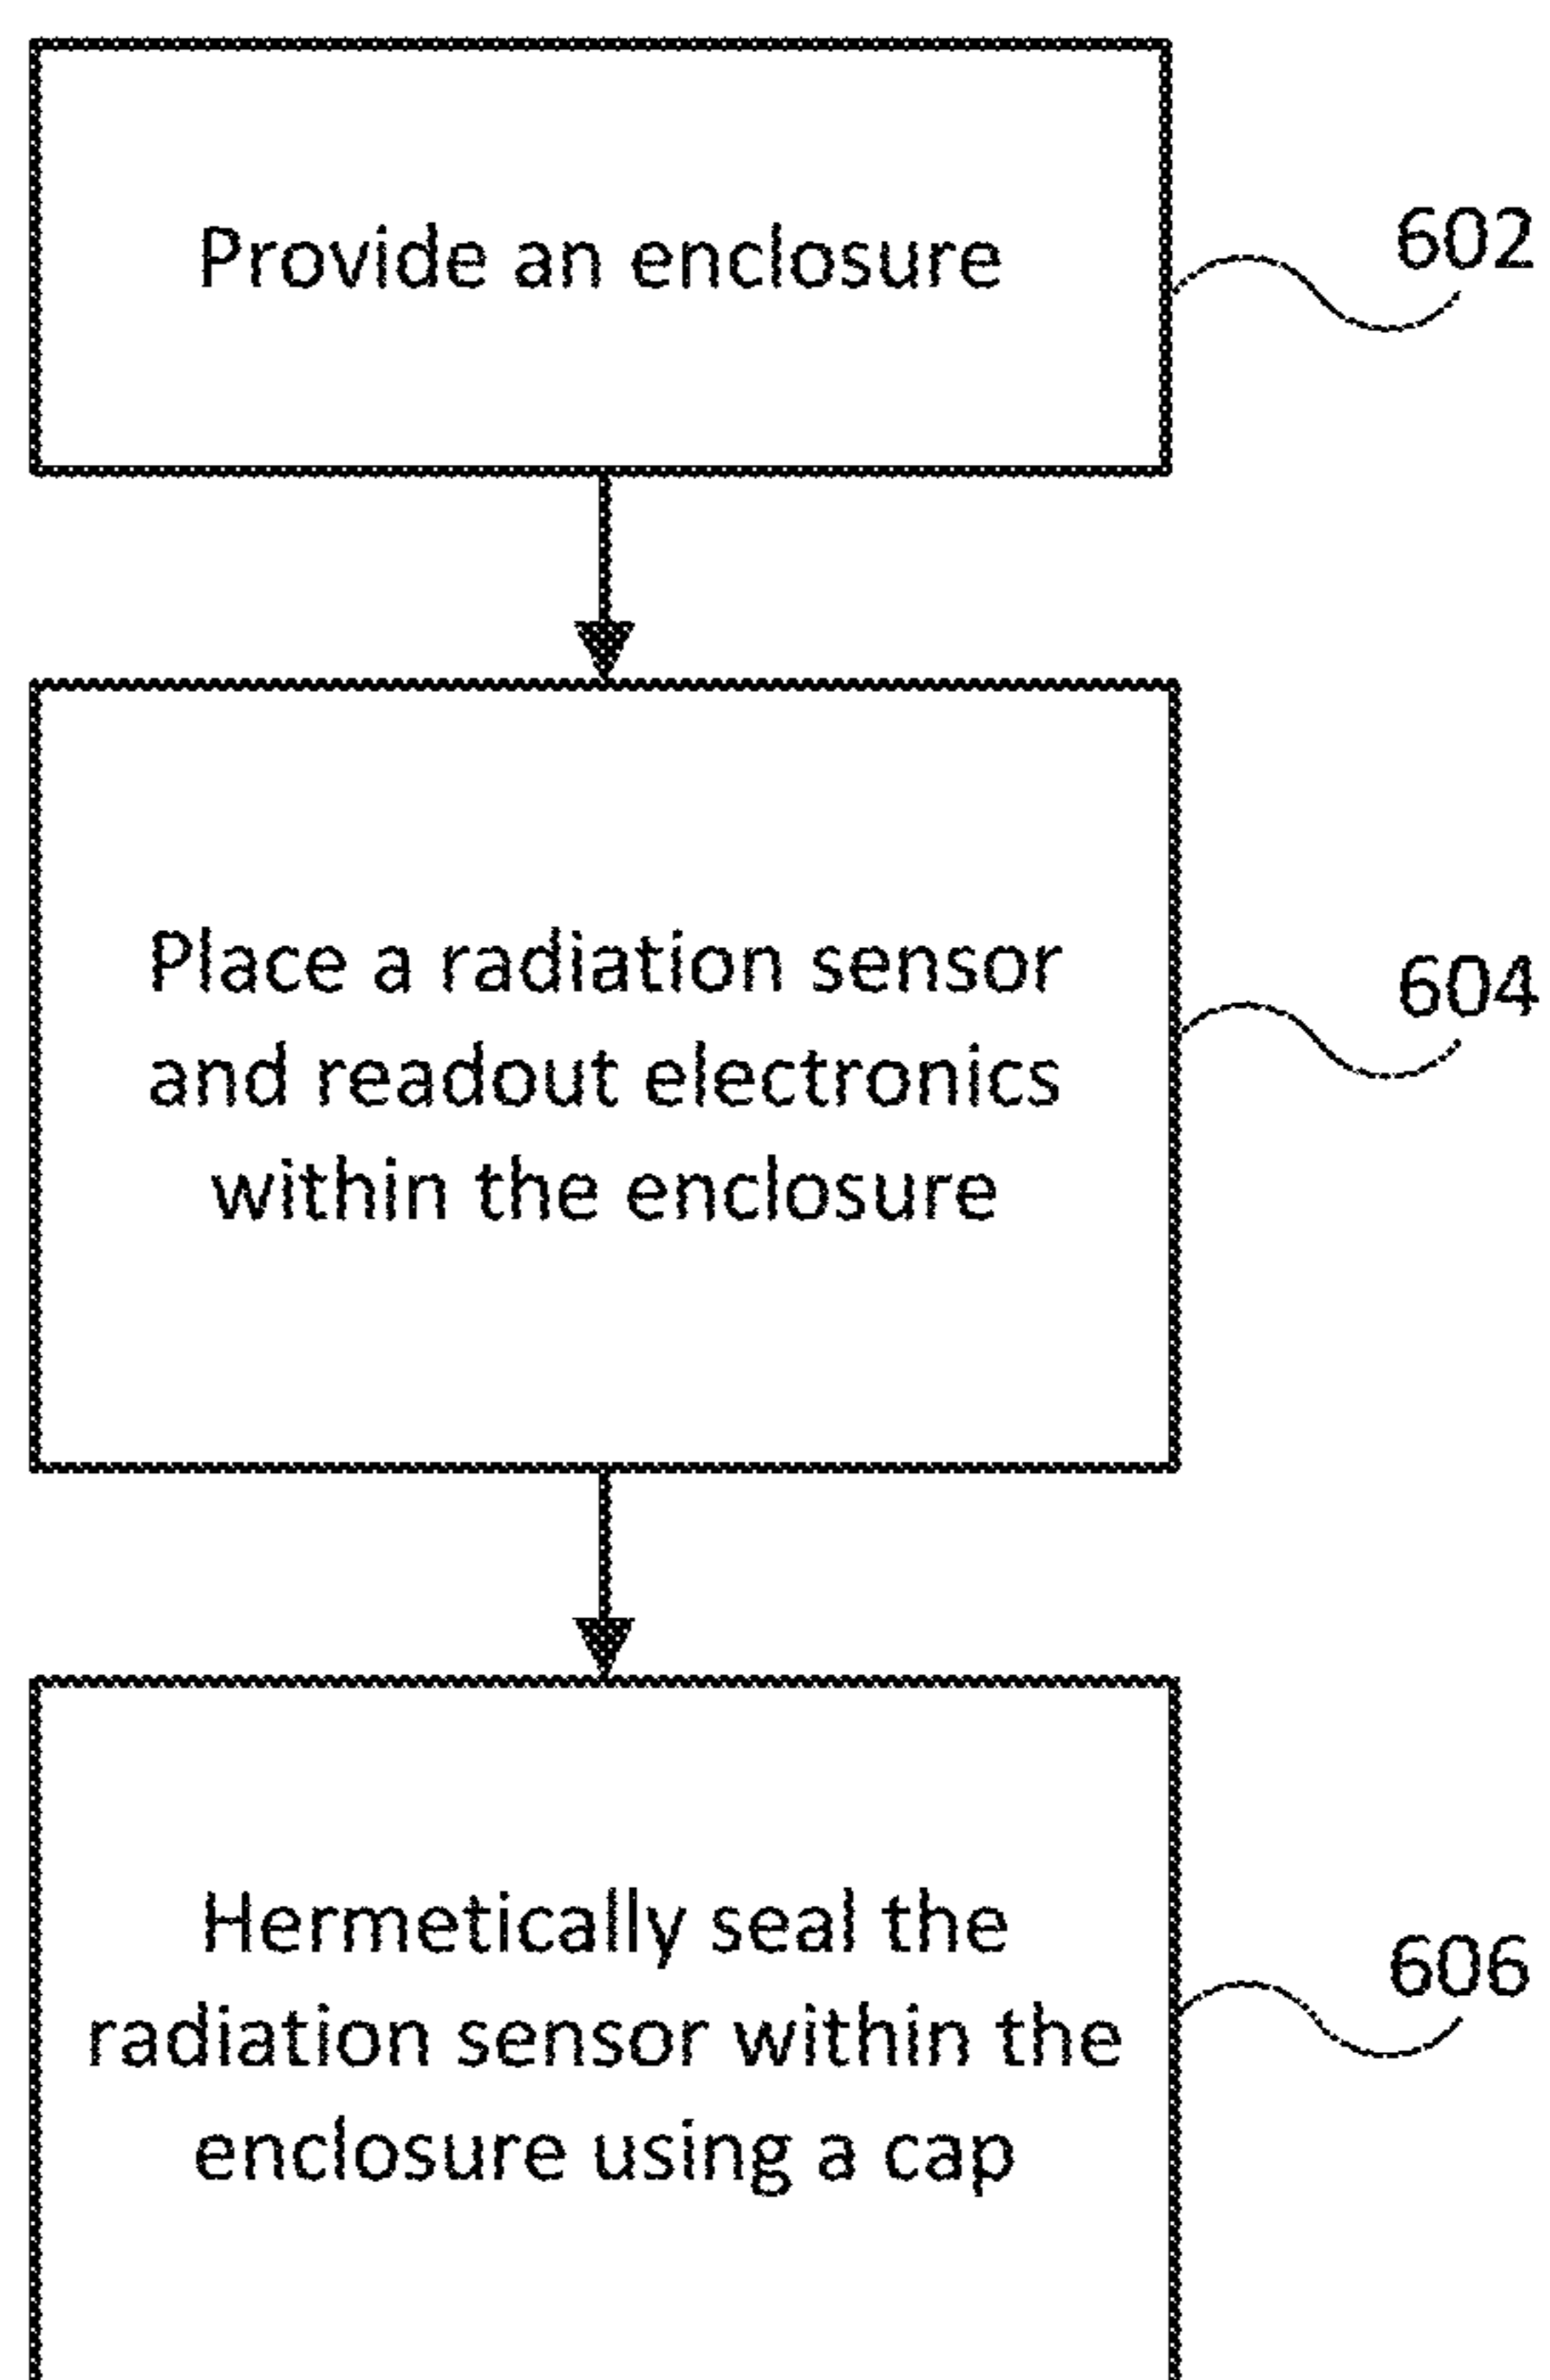 Provide an enclosure
602
Place a radiation sensor
and readout electronics
within the enclosure
604
Hermetically seal the
radiation sensor within the
enclosure using a cap
606